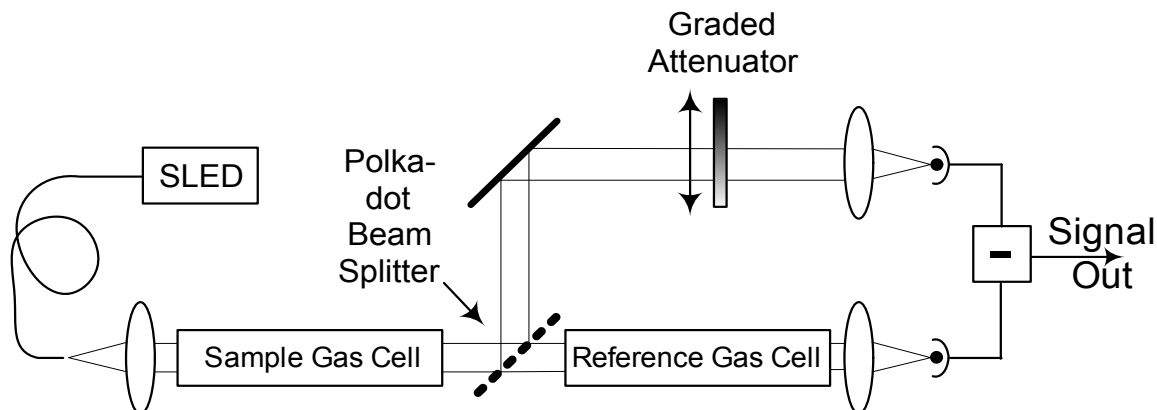 Graded
Attenuator
Polka-
dot
Beam
Splitter
SLED
Signal
Out
Sample Gas Cell
Reference Gas Cell